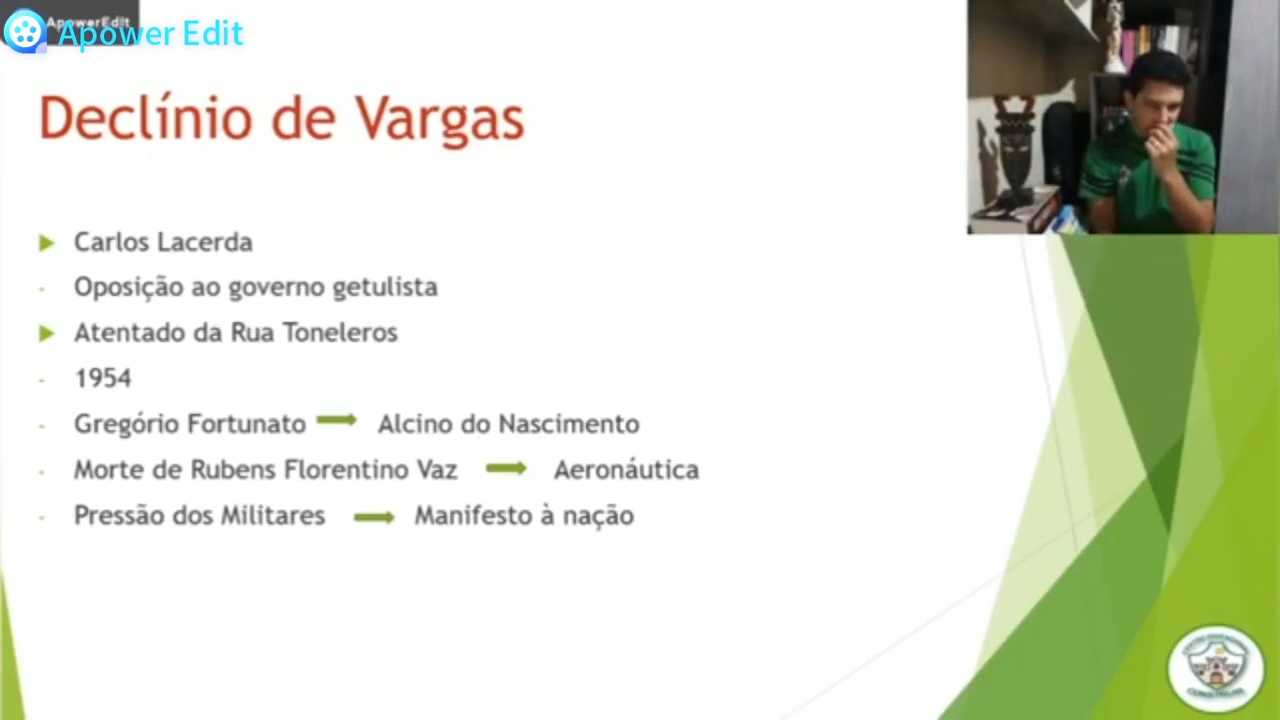 ApowerEdit
Apower Edit
Declínio de Vargas
Carlos Lacerda
- Oposição ao governo getulista
Atentado da Rua Toneleros
- 1954
- Gregório Fortunato Alcino do Nascimento
- Morte de Rubens Florentino Vaz Aeronáutica
- Pressão dos Militares Manifesto à nação